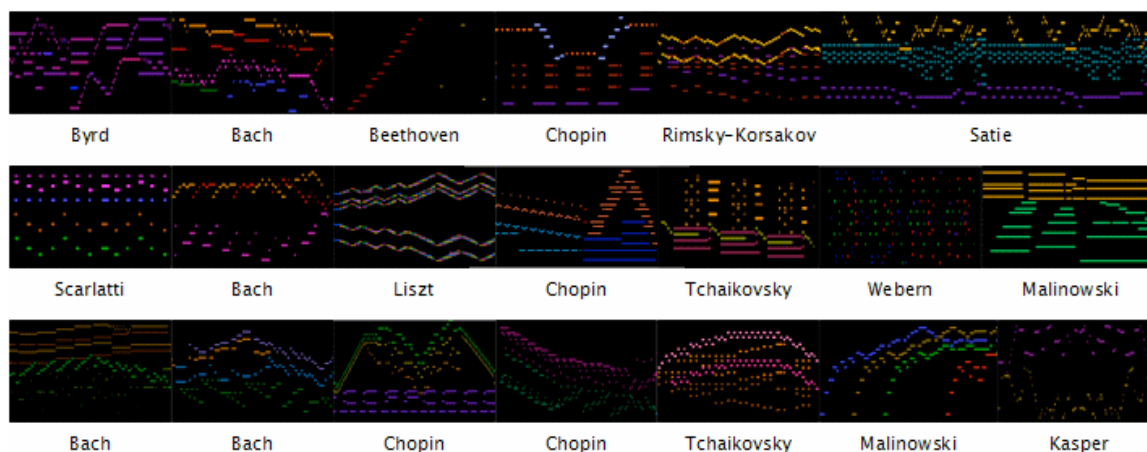 Byrd Bach Beethoven Chopin Rimsky-Korsakov Satie
Scarlatti Bach Liszt Chopin Tchaikovsky Webern Malinowski
Bach Bach Chopin Chopin Tchaikovsky Malinowski Kasper